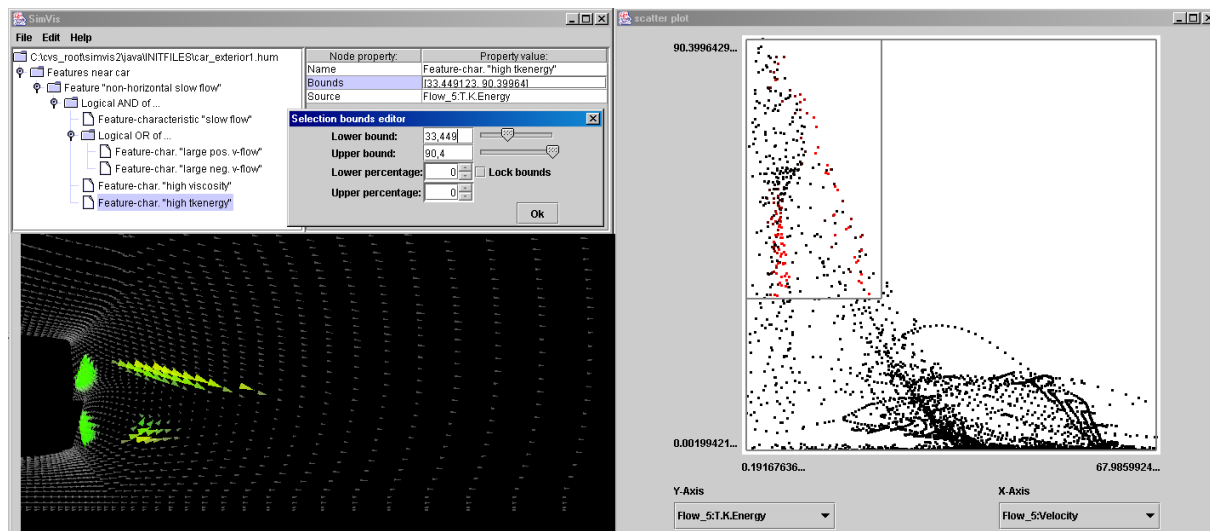 SimVis
File Edit Help
C:\cvs_root\simvis2\java\INITFILES\car_exterior1.hum
Features near car
Feature "non-horizontal slow flow"
Logical AND of ...
Feature-characteristic "slow flow"
Logical OR of ...
Feature-char. "large pos. v-flow"
Feature-char. "large neg. v-flow"
Feature-char. "high viscosity"
Feature-char. "high tkenergy"
Node property: Property value:
Name Feature-char. "high tkenergy"
Bounds [33.449123, 90.39964]
Source Flow_5:T.K.Energy
Selection bounds editor
Lower bound: 33,449
Upper bound: 90,4
Lower percentage: 0 Lock bounds
Upper percentage: 0
Ok
scatter plot
90.3996429...
0.00199421...
0.19167636... 67.9859924...
Y-Axis X-Axis
Flow_5:T.K.Energy Flow_5:Velocity